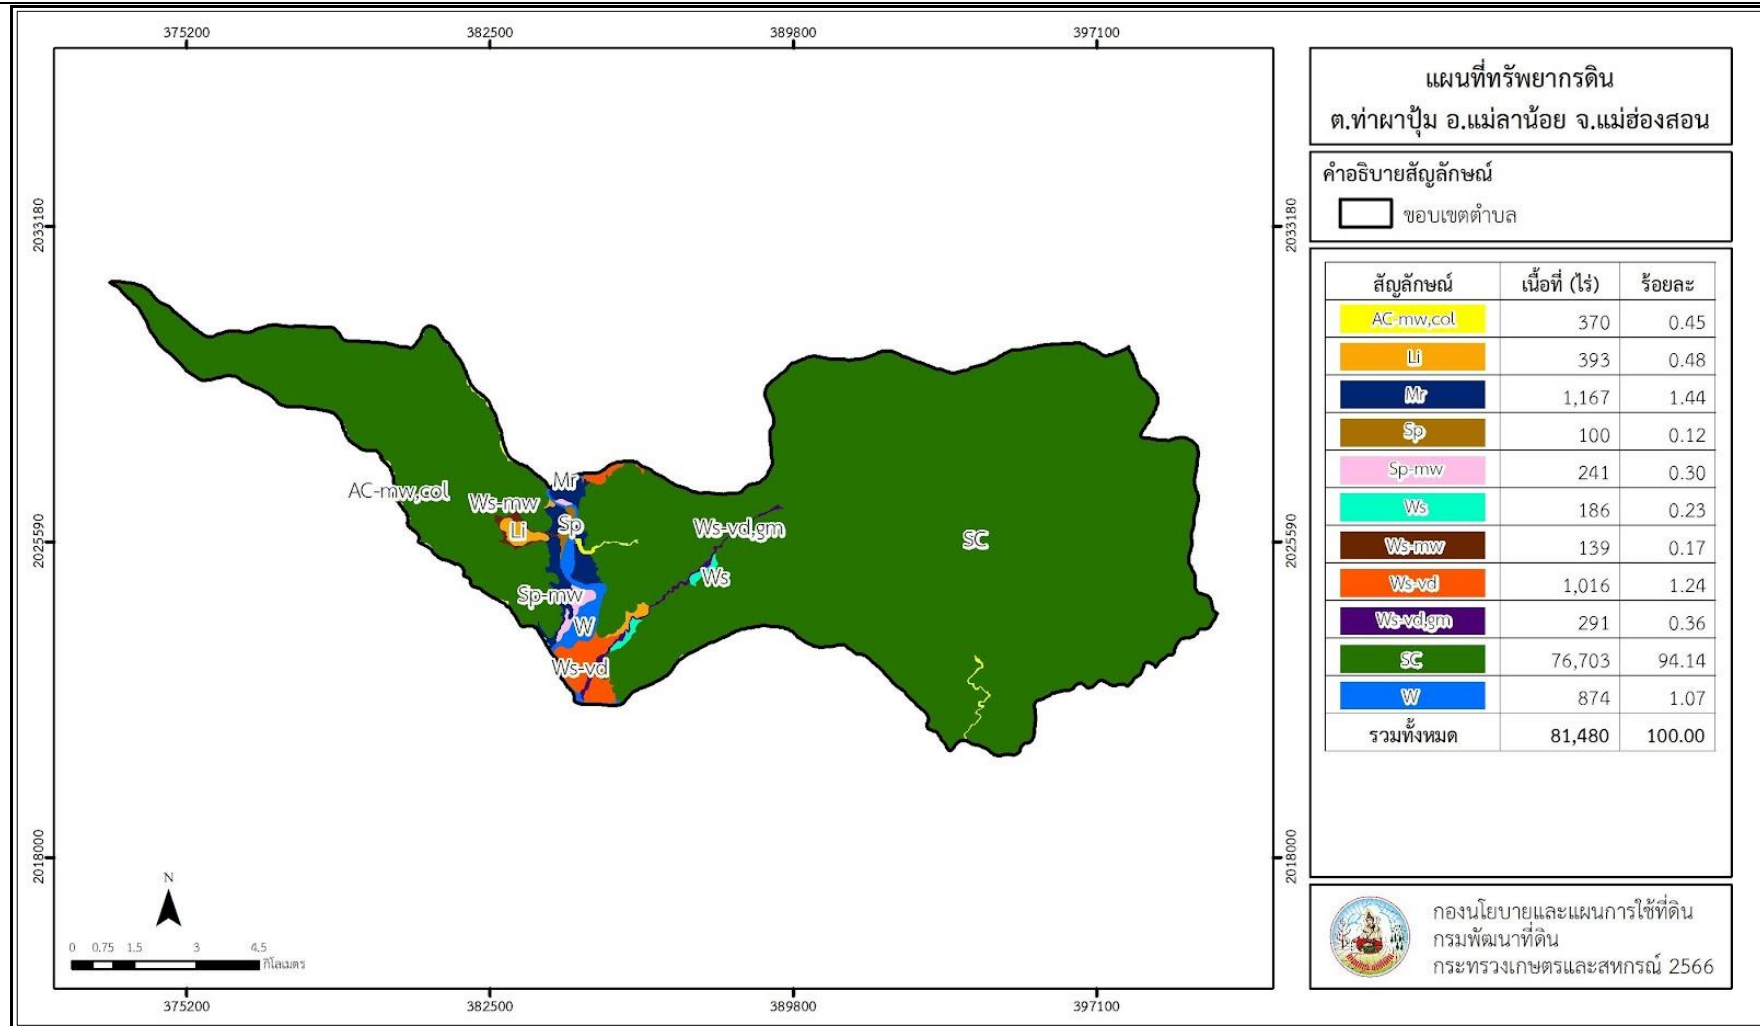 375200 382500 389800 397100
2033180 2033180
2025590 2025590
2018000 2018000
375200 382500 389800 397100
AC-mw,col
Ws-mw
Mr
Li
Sp
Ws-vd,gm
SC
Ws
Sp-mw
W
Ws-vd
N
0 0.75 1.5 3 4.5
กิโลเมตร
แผนที่ทรัพยากรดิน
ต.ท่าผาปุ้ม อ.แม่ลาน้อย จ.แม่ฮ่องสอน
คำอธิบายสัญลักษณ์
ขอบเขตตำบล
สัญลักษณ์ เนื้อที่ (ไร่) ร้อยละ
AC-mw,col 370 0.45
Li 393 0.48
Mr 1,167 1.44
Sp 100 0.12
Sp-mw 241 0.30
Ws 186 0.23
Ws-mw 139 0.17
Ws-vd 1,016 1.24
Ws-vd,gm 291 0.36
SC 76,703 94.14
W 874 1.07
รวมทั้งหมด 81,480 100.00
กองนโยบายและแผนการใช้ที่ดิน
กรมพัฒนาที่ดิน
กระทรวงเกษตรและสหกรณ์ 2566